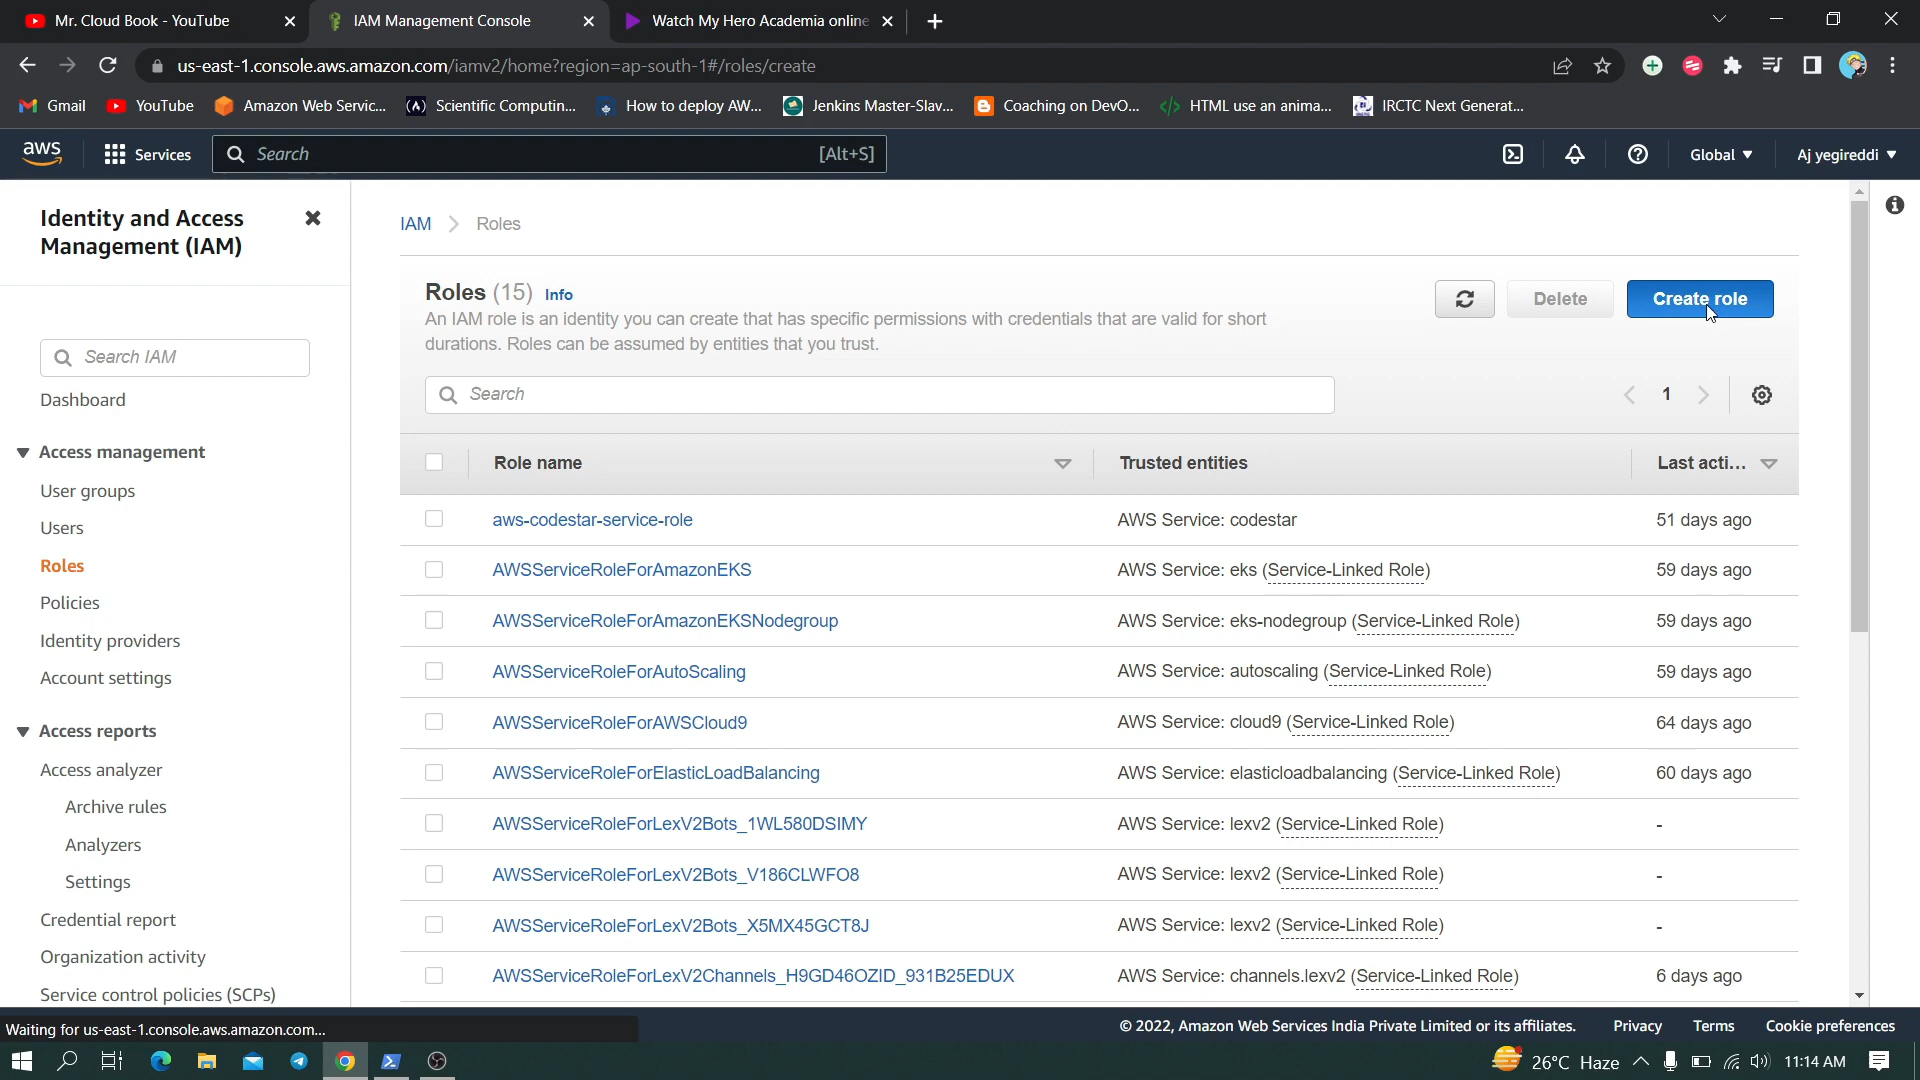 Mr. Cloud Book - YouTube
IAM Management Console
Watch My Hero Academia online
us-east-1.console.aws.amazon.com/iamv2/home?region=ap-south-1#/roles/create
Gmail
YouTube
Amazon Web Servic...
Scientific Computin...
How to deploy AW...
Jenkins Master-Slav...
Coaching on DevO...
HTML use an anima...
IRCTC Next Generat...
aws
Services
Search
[Alt+S]
Global
Aj yegireddi
Identity and Access
Management (IAM)
Search IAM
Dashboard
Access management
User groups
Users
Roles
Policies
Identity providers
Account settings
Access reports
Access analyzer
Archive rules
Analyzers
Settings
Credential report
Organization activity
Service control policies (SCPs)
IAM > Roles
Roles (15) Info
An IAM role is an identity you can create that has specific permissions with credentials that are valid for short
durations. Roles can be assumed by entities that you trust.
Delete
Create role
Search
1
Role name Trusted entities Last acti...
aws-codestar-service-role AWS Service: codestar 51 days ago
AWSServiceRoleForAmazonEKS AWS Service: eks (Service-Linked Role) 59 days ago
AWSServiceRoleForAmazonEKSNodegroup AWS Service: eks-nodegroup (Service-Linked Role) 59 days ago
AWSServiceRoleForAutoScaling AWS Service: autoscaling (Service-Linked Role) 59 days ago
AWSServiceRoleForAWSCloud9 AWS Service: cloud9 (Service-Linked Role) 64 days ago
AWSServiceRoleForElasticLoadBalancing AWS Service: elasticloadbalancing (Service-Linked Role) 60 days ago
AWSServiceRoleForLexV2Bots_1WL580DSIMY AWS Service: lexv2 (Service-Linked Role) -
AWSServiceRoleForLexV2Bots_V186CLWFO8 AWS Service: lexv2 (Service-Linked Role) -
AWSServiceRoleForLexV2Bots_X5MX45GCT8J AWS Service: lexv2 (Service-Linked Role) -
AWSServiceRoleForLexV2Channels_H9GD46OZID_931B25EDUX AWS Service: channels.lexv2 (Service-Linked Role) 6 days ago
Waiting for us-east-1.console.aws.amazon.com...
© 2022, Amazon Web Services India Private Limited or its affiliates. Privacy Terms Cookie preferences
26°C Haze
11:14 AM